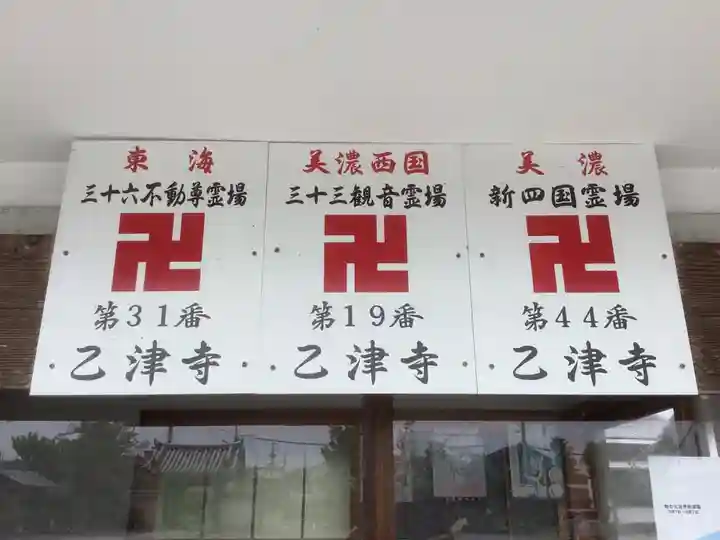 東海
三十六不動尊霊場
卍
第31番
乙津寺
美濃西国
三十三観音霊場
卍
第19番
乙津寺
美濃
新四国霊場
卍
第44番
乙津寺